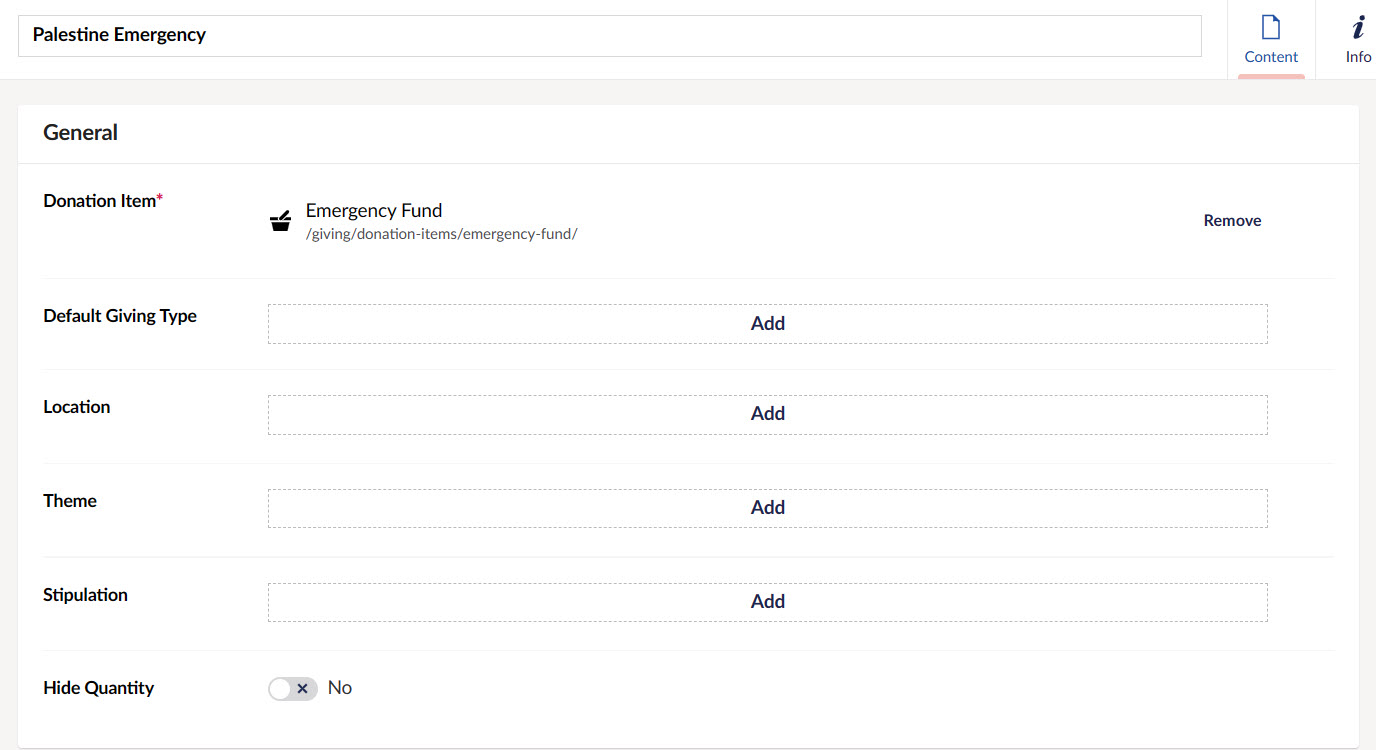 Palestine Emergency
Content
Info
General
Donation Item*
Emergency Fund
/giving/donation-items/emergency-fund/
Remove
Default Giving Type
Add
Location
Add
Theme
Add
Stipulation
Add
Hide Quantity
No